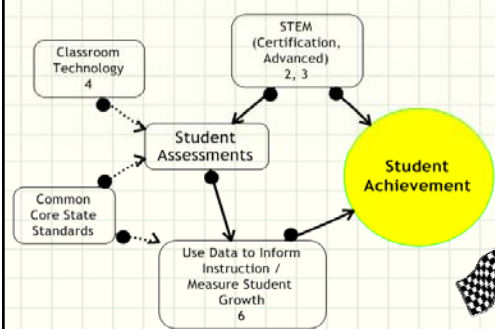 STEM
(Certification,
Advanced)
2, 3
Classroom
Technology
4
Student
Assessments
Student
Achievement
Common
Core State
Standards
Use Data to Inform
Instruction /
Measure Student
Growth
6